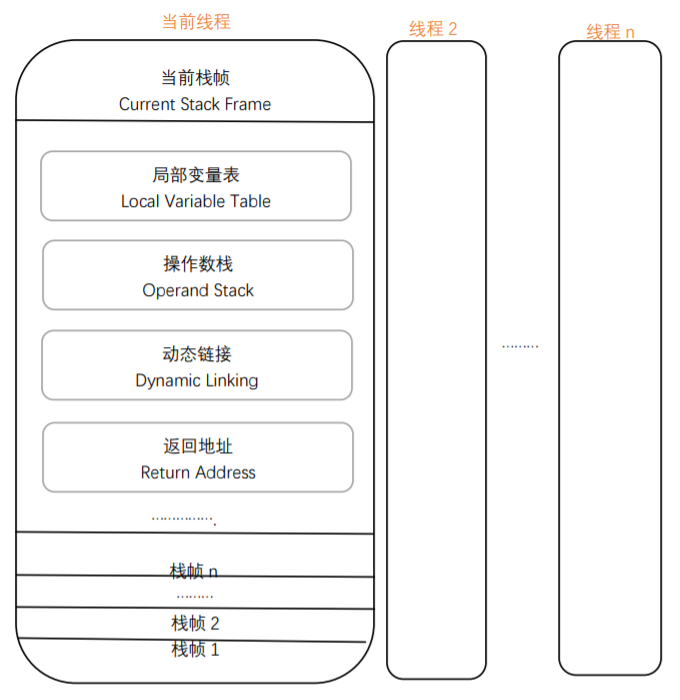 当前线程
线程 2
线程 n
当前栈帧
Current Stack Frame
局部变量表
Local Variable Table
操作数栈
Operand Stack
动态链接
Dynamic Linking
………
返回地址
Return Address
…………….
栈帧 n
………
栈帧 2
栈帧 1